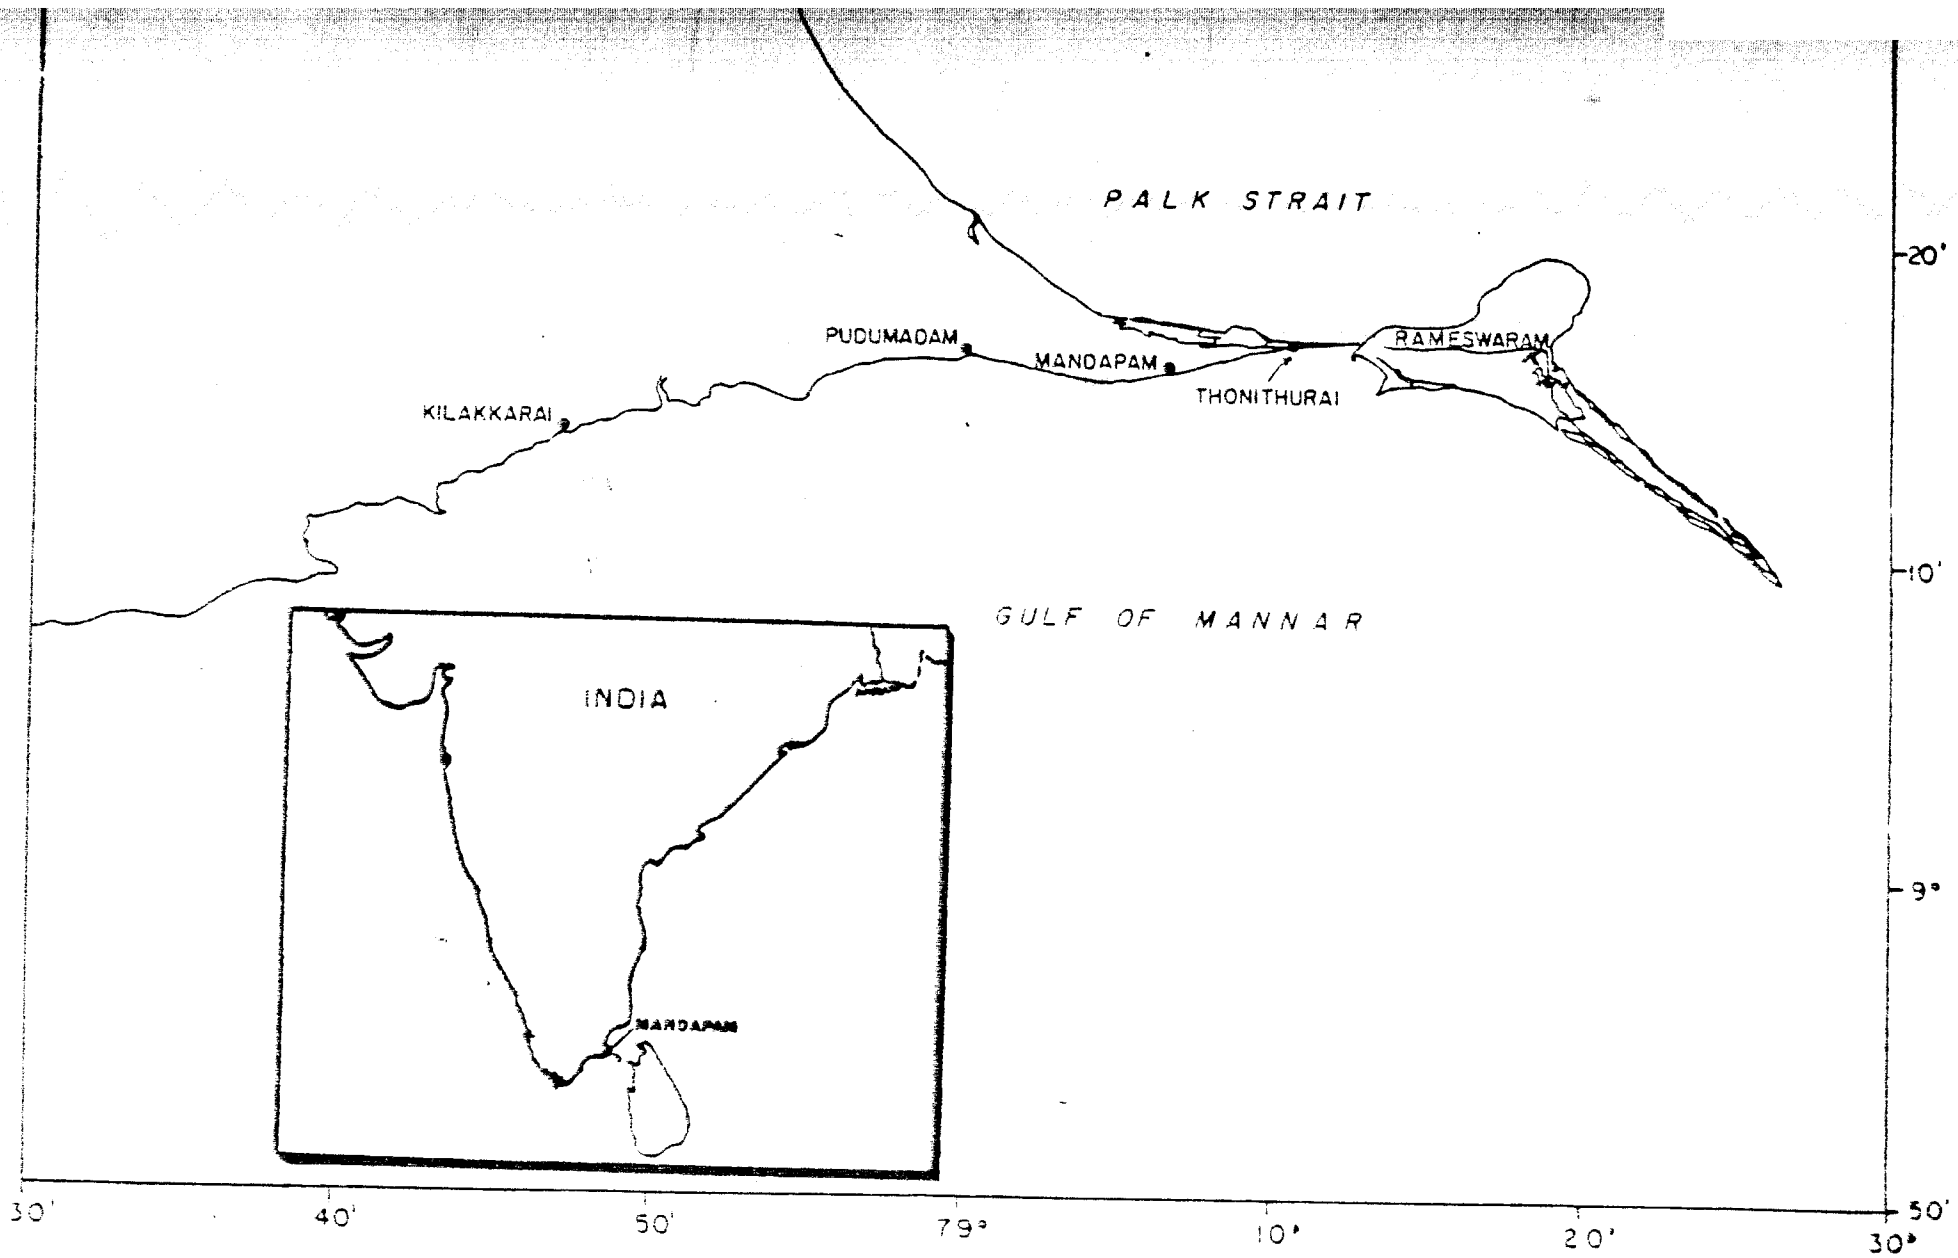 PALK STRAIT
20'
PUDUMADAM
MANDAPAM
RAMESWARAM
THONITHURAI
KILAKKARAI
10'
GULF OF MANNAR
INDIA
9°
MANDAPAM
50'
30'
40'
50'
79°
10'
20'
30'